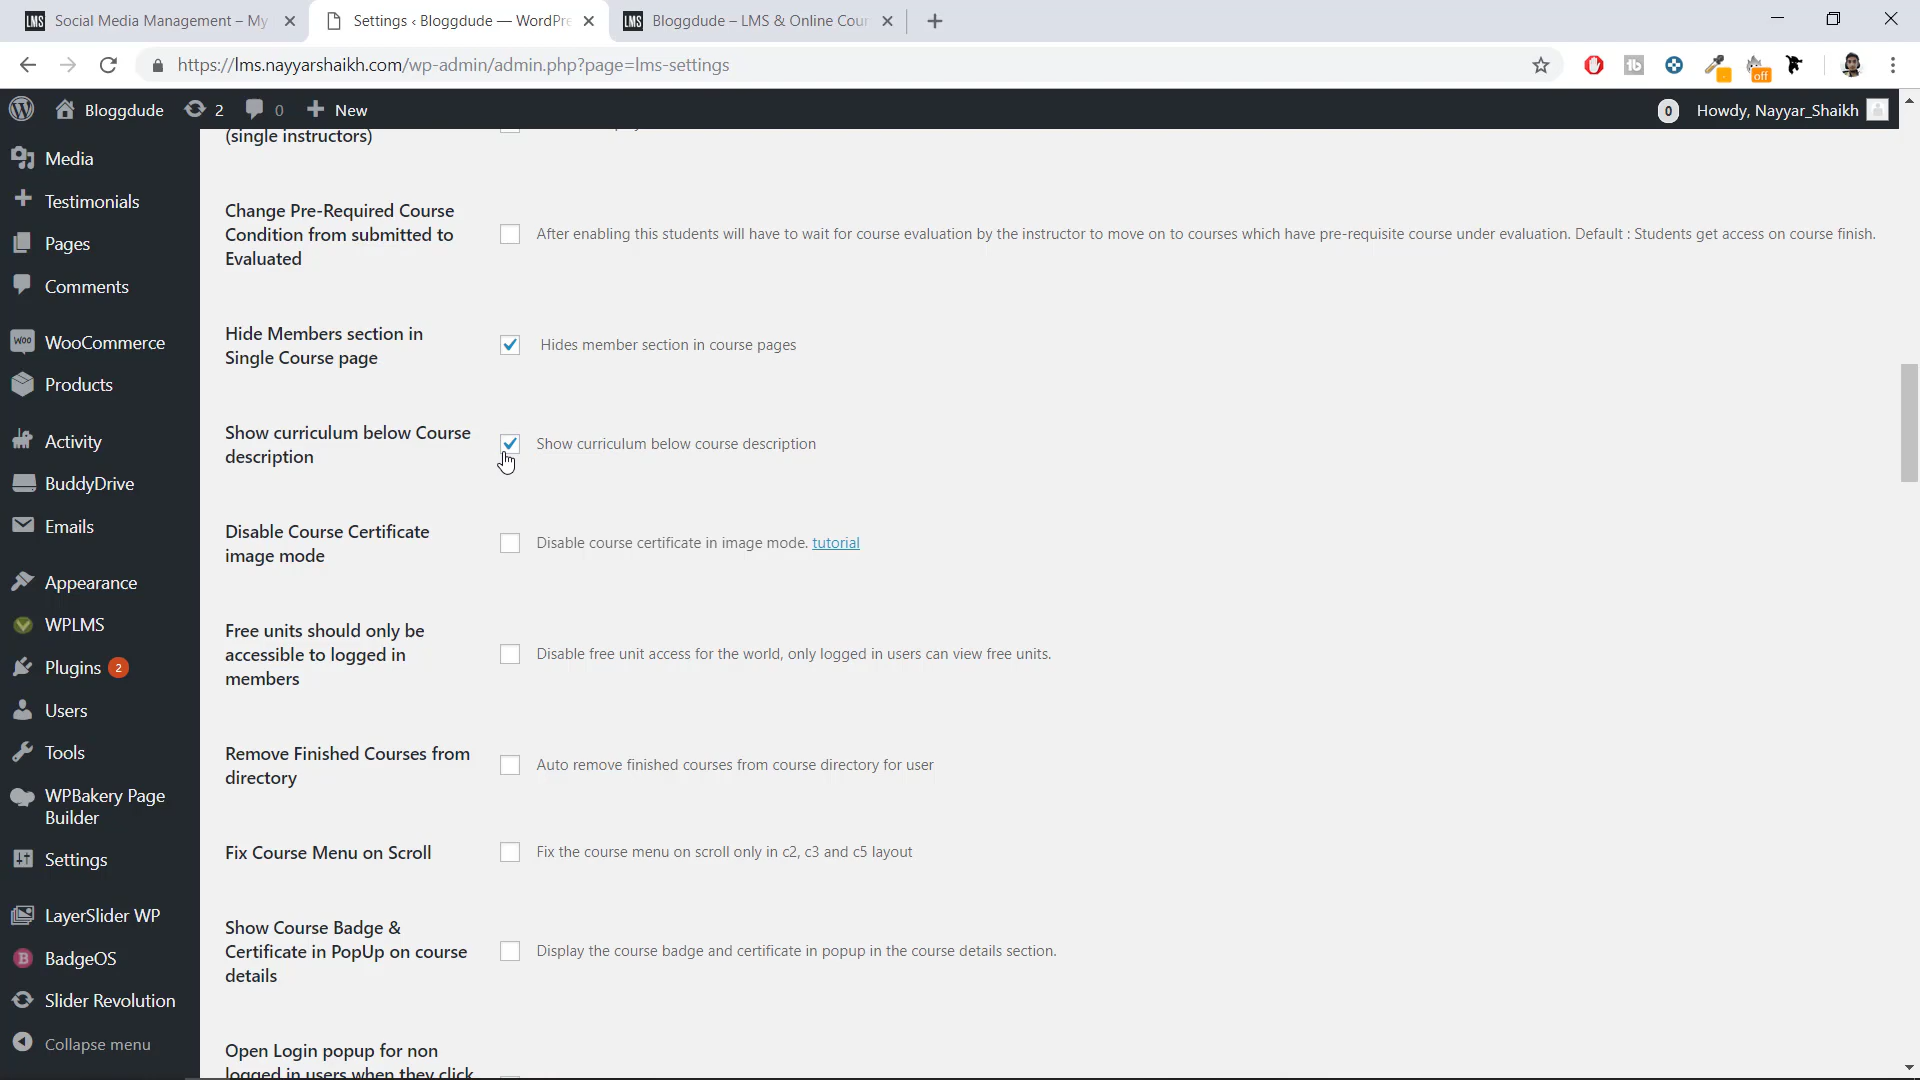 LMS Social Media Management – My
Settings ‹ Bloggdude — WordPre
LMS Bloggdude – LMS & Online Cour
https://lms.nayyarshaikh.com/wp-admin/admin.php?page=lms-settings
off
Bloggdude 2 0 New
0 Howdy, Nayyar_Shaikh
Media
Testimonials
Pages
Comments
WooCommerce
Products
Activity
BuddyDrive
Emails
Appearance
WPLMS
Plugins 2
Users
Tools
WPBakery Page
Builder
Settings
LayerSlider WP
BadgeOS
Slider Revolution
Collapse menu
(single instructors)
Change Pre-Required Course
Condition from submitted to
Evaluated
After enabling this students will have to wait for course evaluation by the instructor to move on to courses which have pre-requisite course under evaluation. Default : Students get access on course finish.
Hide Members section in
Single Course page
Hides member section in course pages
Show curriculum below Course
description
Show curriculum below course description
Disable Course Certificate
image mode
Disable course certificate in image mode. tutorial
Free units should only be
accessible to logged in
members
Disable free unit access for the world, only logged in users can view free units.
Remove Finished Courses from
directory
Auto remove finished courses from course directory for user
Fix Course Menu on Scroll
Fix the course menu on scroll only in c2, c3 and c5 layout
Show Course Badge &
Certificate in PopUp on course
details
Display the course badge and certificate in popup in the course details section.
Open Login popup for non
logged in users when they click